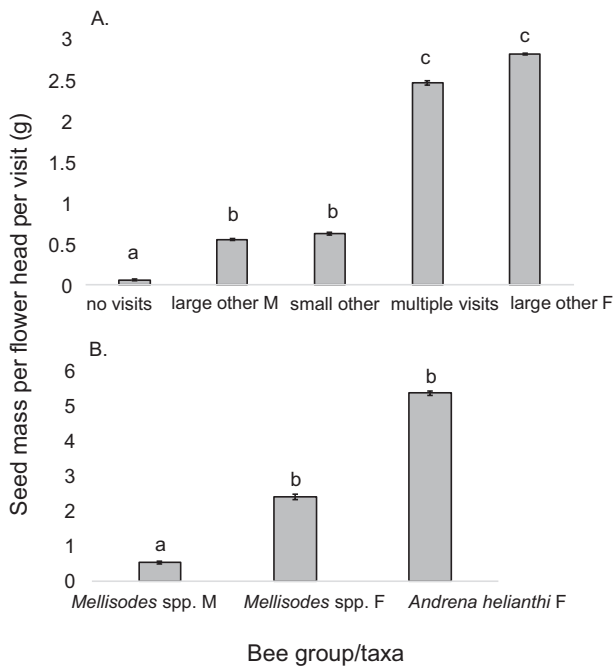 A.
Seed mass per flower head per visit (g)
3
2.5
2
1.5
1
0.5
0
a
b
b
c
c
no visits
large other M
small other
multiple visits
large other F
B.
6
5
4
3
2
1
0
a
b
b
Mellisodes spp. M
Mellisodes spp. F
Andrena helianthi F
Bee group/taxa